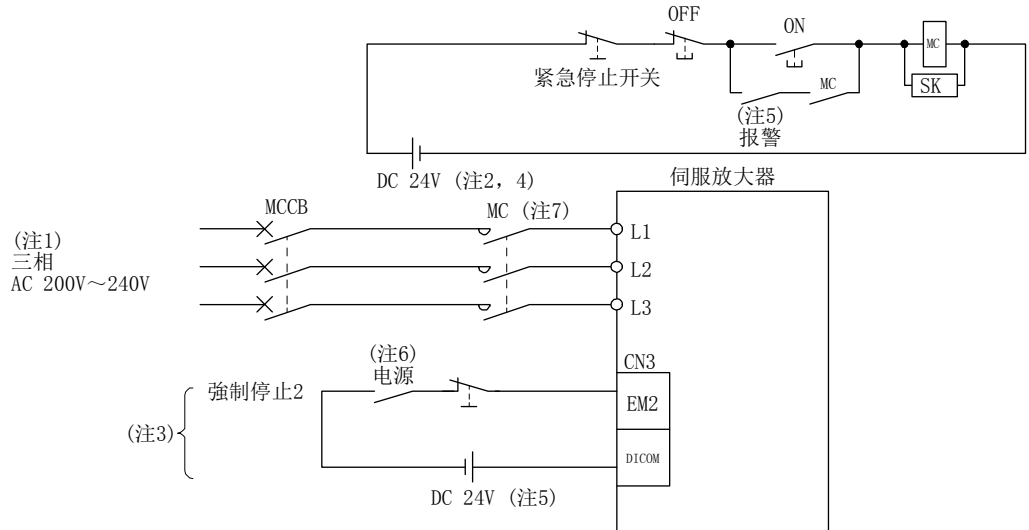 OFF
ON
MC
紧急停止开关
SK
MC
(注5)
报警
DC 24V (注2, 4)
伺服放大器
MCCB
MC (注7)
(注1)
三相
AC 200V～240V
L1
L2
L3
(注6)
电源
CN3
強制停止2
EM2
(注3)
DICOM
DC 24V (注5)